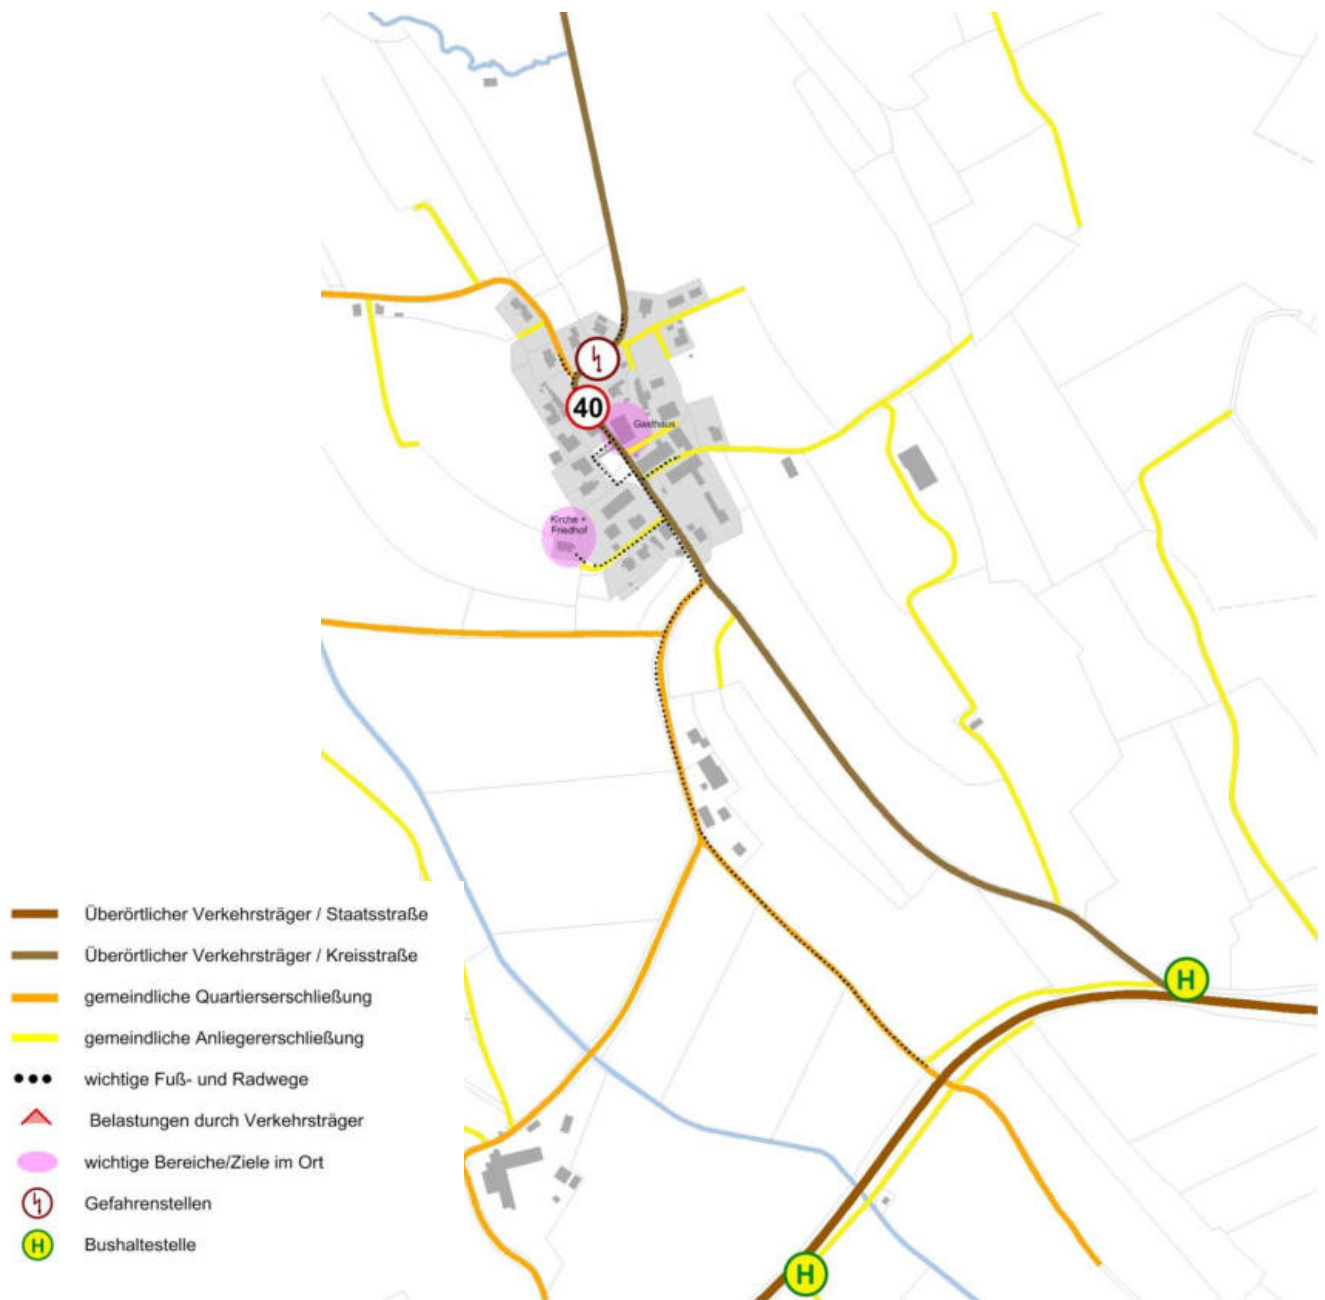 40
Gasthaus
Kirche +
Friedhof
H
H
Überörtlicher Verkehrsträger / Staatsstraße
Überörtlicher Verkehrsträger / Kreisstraße
gemeindliche Quartierserschließung
gemeindliche Anliegererschließung
wichtige Fuß- und Radwege
Belastungen durch Verkehrsträger
wichtige Bereiche/Ziele im Ort
Gefahrenstellen
H Bushaltestelle